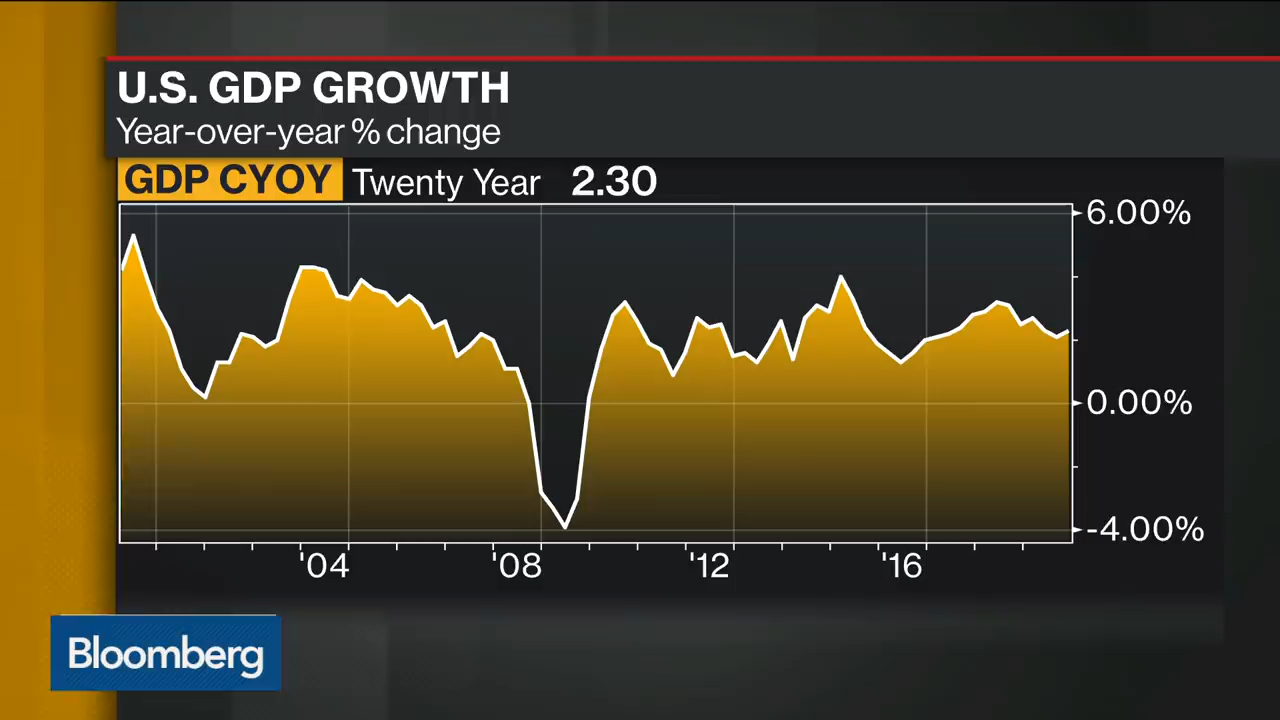 U.S. GDP GROWTH
Year-over-year % change
GDP CYOY Twenty Year 2.30
6.00%
0.00%
-4.00%
'04 '08 '12 '16
Bloomberg